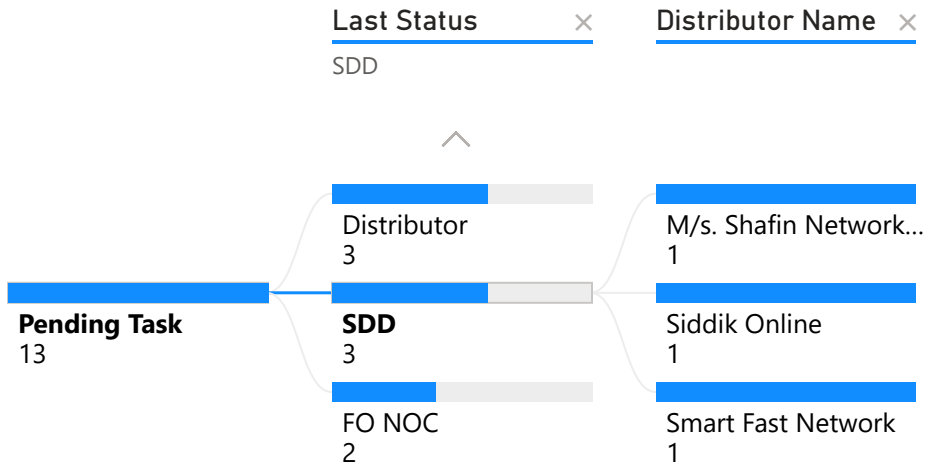 Last Status ×
Distributor Name ×
SDD
Distributor
3
M/s. Shafin Network...
1
Pending Task
13
SDD
3
Siddik Online
1
FO NOC
2
Smart Fast Network
1